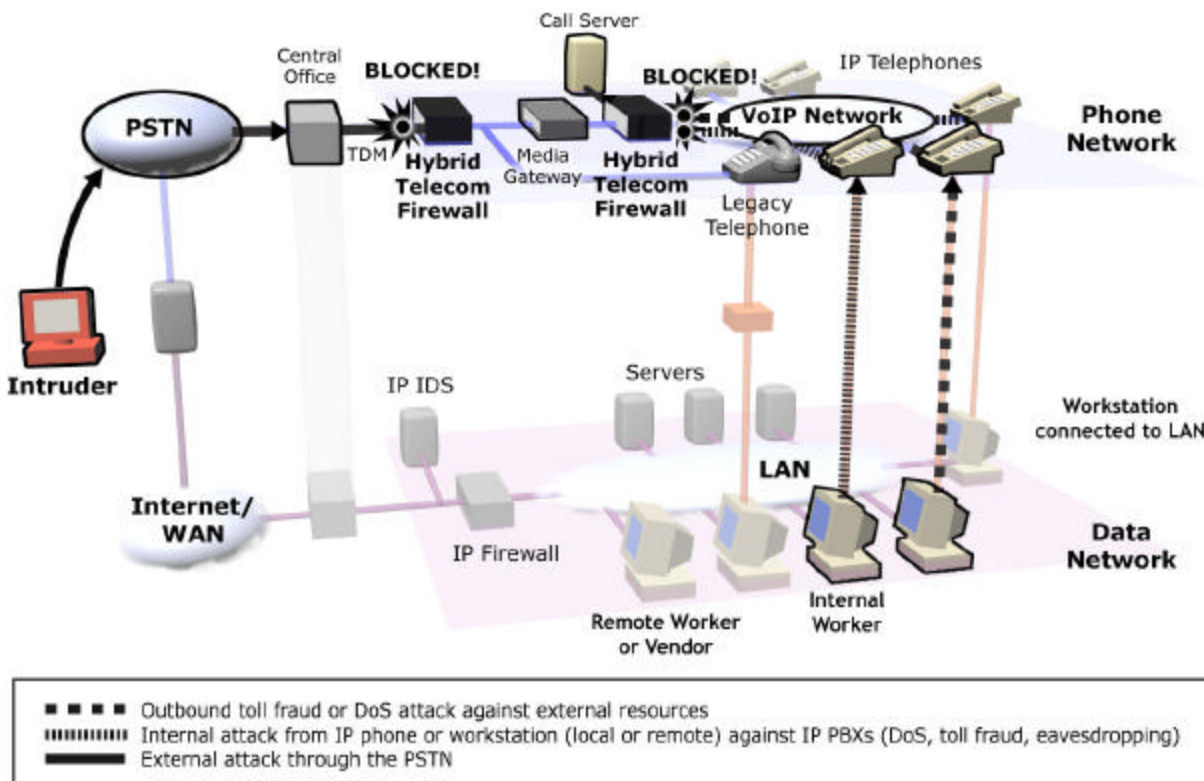 Call Server
Central
Office
BLOCKED!
BLOCKED!
IP Telephones
PSTN
TDM
VoIP Network
Phone
Network
Hybrid
Telecom
Firewall
Media
Gateway
Hybrid
Telecom
Firewall
Legacy
Telephone
Intruder
IP IDS
Servers
Workstation
connected to LAN
LAN
Internet/
WAN
IP Firewall
Data
Network
Remote Worker
or Vendor
Internal
Worker
Outbound toll fraud or DoS attack against external resources
Internal attack from IP phone or workstation (local or remote) against IP PBXs (DoS, toll fraud, eavesdropping)
External attack through the PSTN